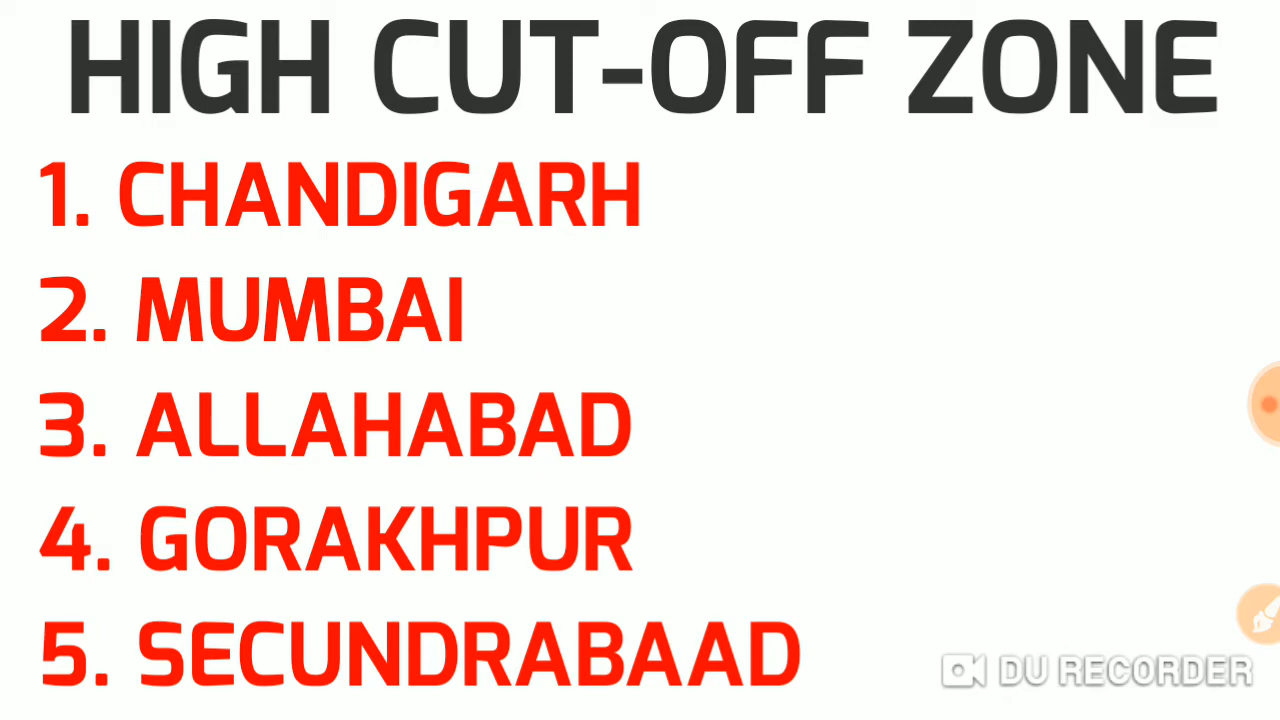 HIGH CUT-OFF ZONE
1. CHANDIGARH
2. MUMBAI
3. ALLAHABAD
4. GORAKHPUR
5. SECUNDRABAAD
DU RECORDER